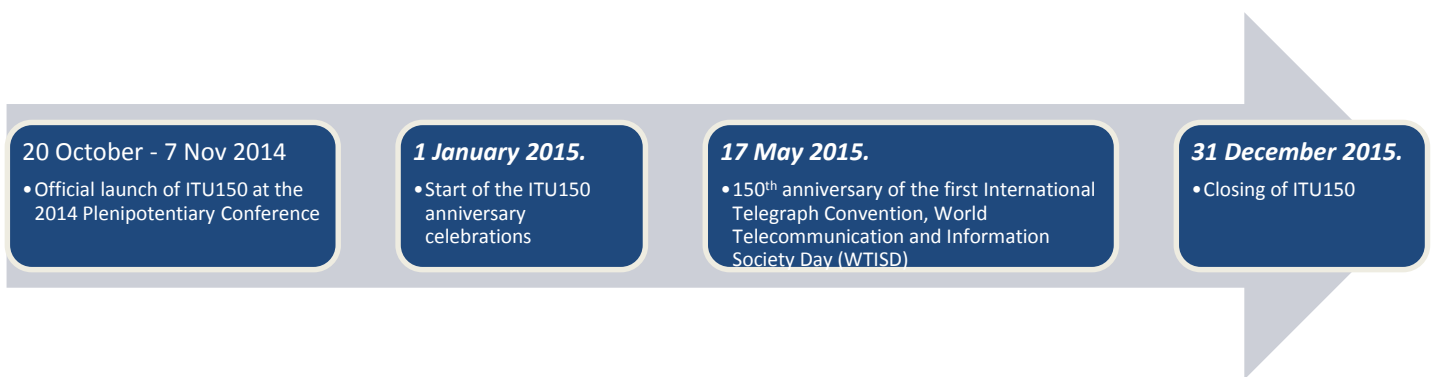 20 October - 7 Nov 2014
•Official launch of ITU150 at the
2014 Plenipotentiary Conference
1 January 2015.
•Start of the ITU150
anniversary
celebrations
17 May 2015.
•150th anniversary of the first International
Telegraph Convention, World
Telecommunication and Information
Society Day (WTISD)
31 December 2015.
•Closing of ITU150